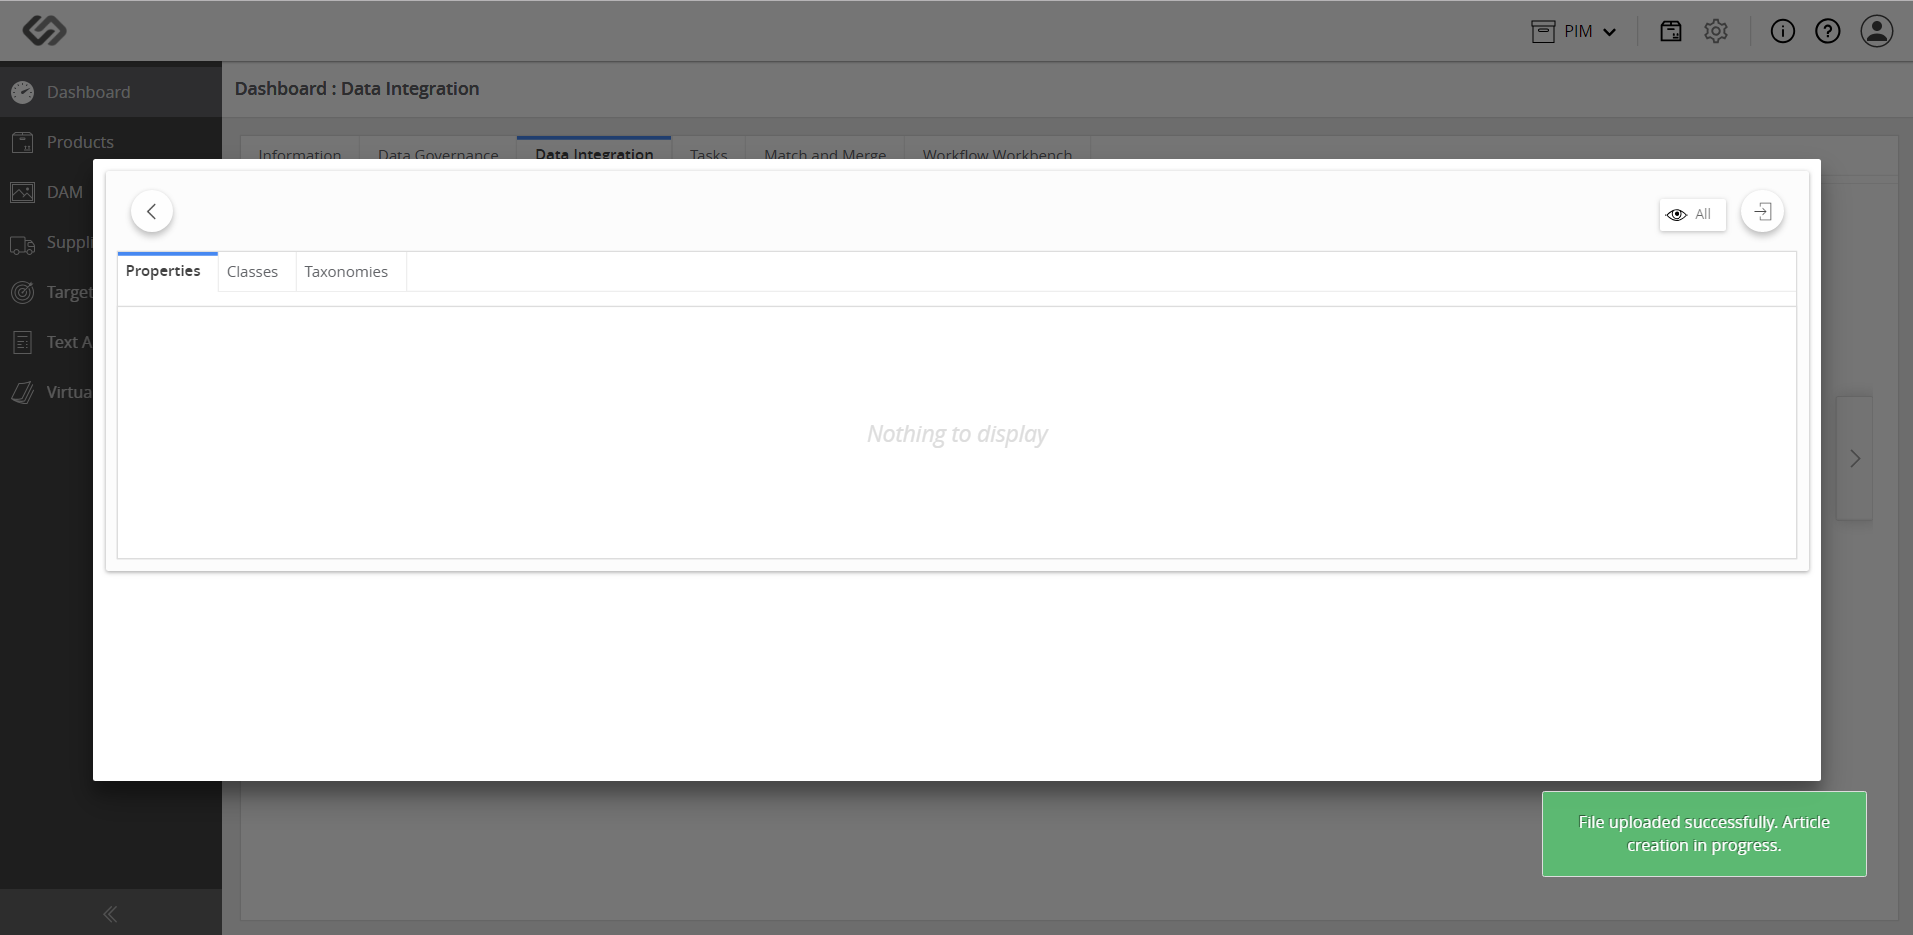 PIM
Dashboard
Dashboard : Data Integration
Products
Information
Data Governance
Data Integration
Tasks
Match and Merge
Workflow Workbench
DAM
All
Suppli
Properties
Classes
Taxonomies
Target
Text A
Virtua
Nothing to display
File uploaded successfully. Article
creation in progress.